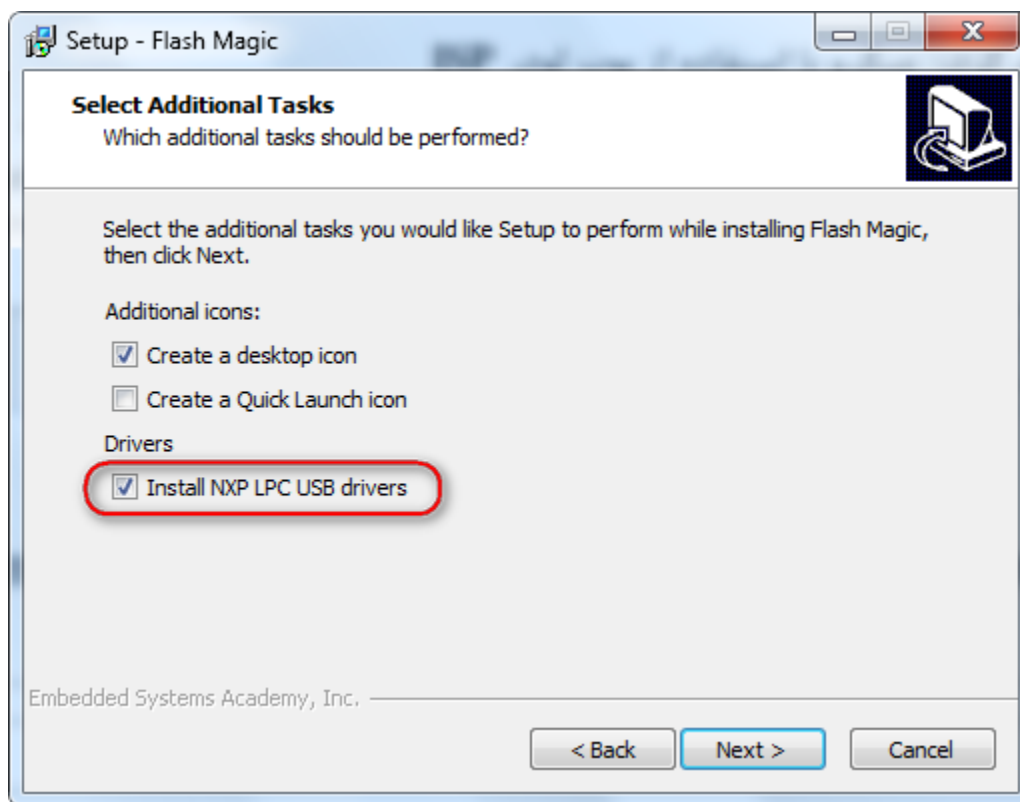 Setup - Flash Magic
Select Additional Tasks
Which additional tasks should be performed?
Select the additional tasks you would like Setup to perform while installing Flash Magic,
then click Next.
Additional icons:
Create a desktop icon
Create a Quick Launch icon
Drivers
Install NXP LPC USB drivers
Embedded Systems Academy, Inc.
< Back
Next >
Cancel